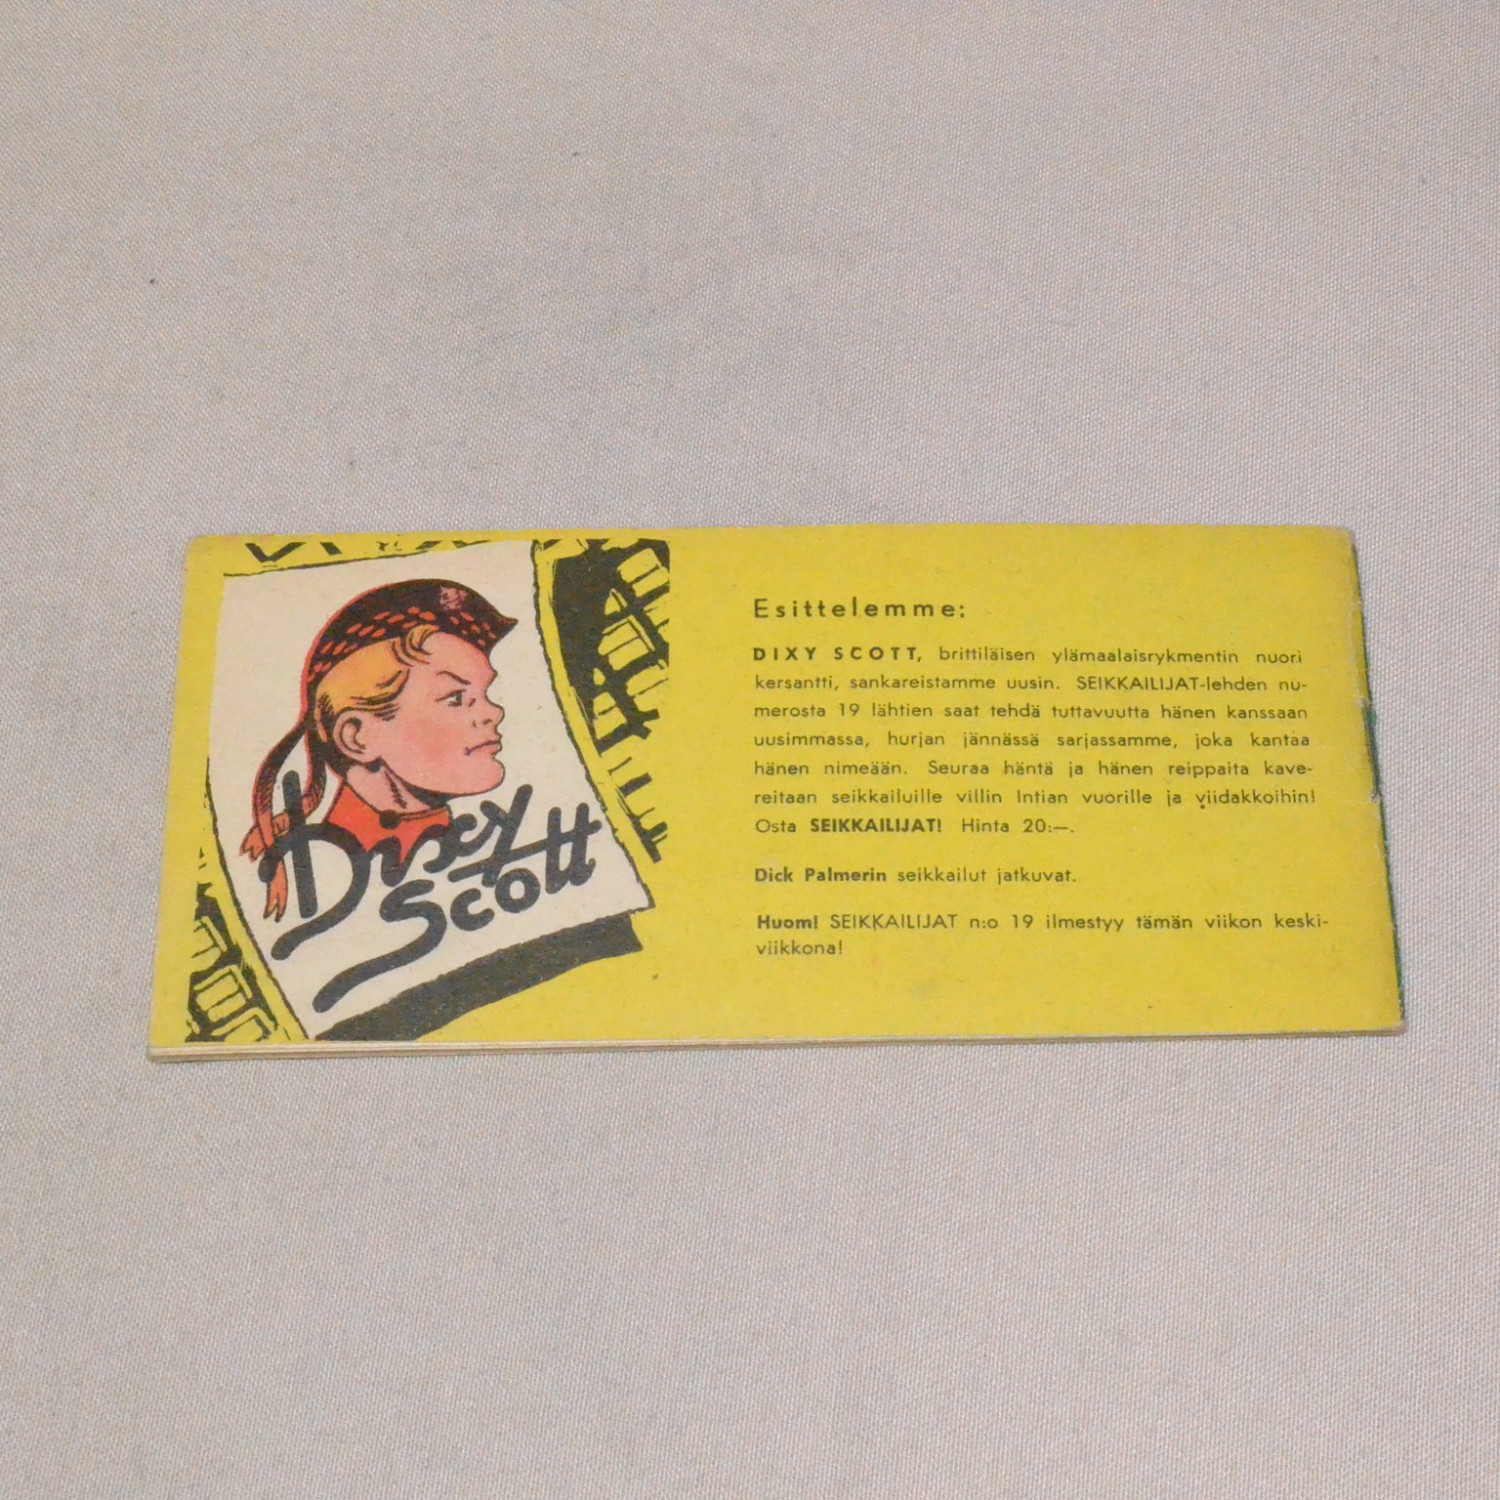 Dixy
Scott
Esittelemme:
DIXY SCOTT, brittiläisen ylämaalaisrykmentin nuori
kersantti, sankareistamme uusin. SEIKKAILIJAT-lehden nu-
merosta 19 lähtien saat tehdä tuttavuutta hänen kanssaan
uusimmassa, hurjan jännässä sarjassamme, joka kantaa
hänen nimeään. Seuraa häntä ja hänen reippaita kave-
reitaan seikkailuille villin Intian vuorille ja viidakkoihin!
Osta SEIKKAILIJAT! Hinta 20:—.
Dick Palmerin seikkailut jatkuvat.
Huom! SEIKKAILIJAT n:o 19 ilmestyy tämän viikon keski-
viikkona!